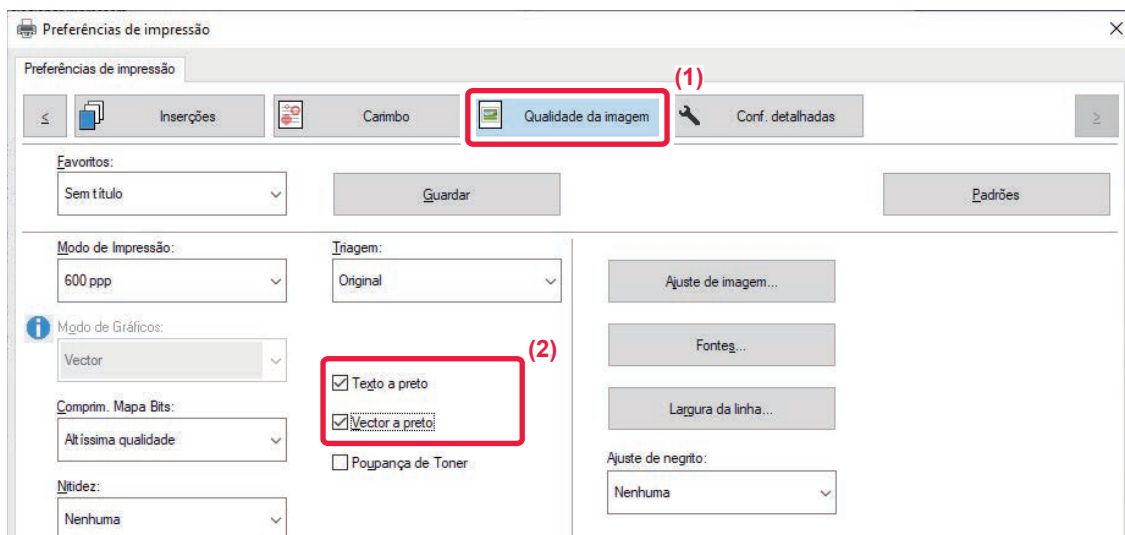 Preferências de impressão
Preferências de impressão
(1)
< Inserções Carimbo Qualidade da imagem Conf. detalhadas >
Favoritos:
Sem título Guardar Padrões
Modo de Impressão: Triagem:
600 ppp Original Ajuste de imagem...
Modo de Gráficos:
Vector
(2)
Fontes...
Texto a preto
Comprim. Mapa Bits: Largura da linha...
Vector a preto
Altíssima qualidade
Poupança de Toner Ajuste de negrito:
Nitidez:
Nenhuma Nenhuma